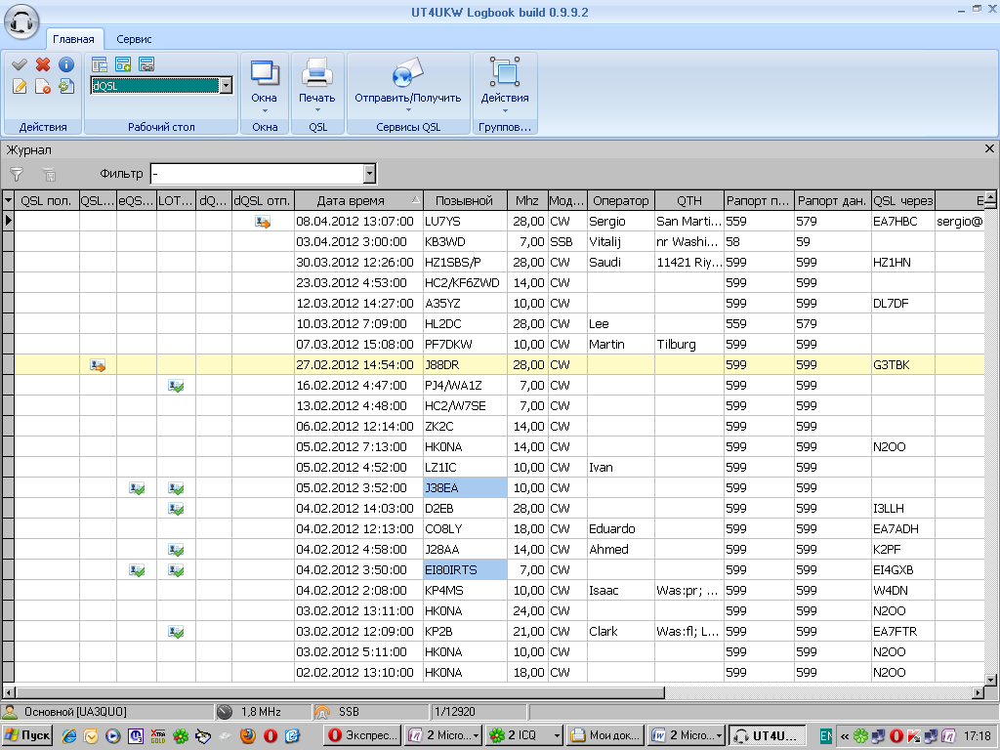 UT4UKW Logbook build 0.9.9.2
Главная Сервис
dQSL
Окна Печать Отправить/Получить Действия
Действия Рабочий стол Окна QSL Сервисы QSL Группов...
Журнал
Фильтр -
QSL пол. QSL... eQS... LOT... dQ... dQSL отп. Дата время Позывной Mhz Мод... Оператор QTH Рапорт п... Рапорт дан. QSL через E
08.04.2012 13:07:00 LU7YS 28,00 CW Sergio San Marti... 559 579 EA7HBC sergio@
03.04.2012 3:00:00 KB3WD 7,00 SSB Vitalij nr Washi... 58 59
30.03.2012 12:26:00 HZ1SBS/P 28,00 CW Saudi 11421 Riy... 599 599 HZ1HN
23.03.2012 4:53:00 HC2/KF6ZWD 14,00 CW 599 599
12.03.2012 14:27:00 A35YZ 10,00 CW 599 599 DL7DF
10.03.2012 7:09:00 HL2DC 28,00 CW Lee 559 579
07.03.2012 15:08:00 PF7DKW 10,00 CW Martin Tilburg 599 599
27.02.2012 14:54:00 J88DR 28,00 CW 599 599 G3TBK
16.02.2012 4:47:00 PJ4/WA1Z 7,00 CW 599 599
13.02.2012 4:48:00 HC2/W7SE 7,00 CW 599 599
06.02.2012 12:14:00 ZK2C 14,00 CW 599 599
05.02.2012 7:13:00 HK0NA 14,00 CW 599 599 N2OO
05.02.2012 4:52:00 LZ1IC 10,00 CW Ivan 599 599
05.02.2012 3:52:00 J38EA 10,00 CW 599 599
04.02.2012 14:03:00 D2EB 28,00 CW 599 599 I3LLH
04.02.2012 12:13:00 CO8LY 18,00 CW Eduardo 599 599 EA7ADH
04.02.2012 4:58:00 J28AA 14,00 CW Ahmed 599 599 K2PF
04.02.2012 3:50:00 EI80IRTS 7,00 CW 599 599 EI4GXB
04.02.2012 2:08:00 KP4MS 10,00 CW Isaac Was:pr; ... 599 599 W4DN
03.02.2012 13:11:00 HK0NA 24,00 CW 599 599 N2OO
03.02.2012 12:09:00 KP2B 21,00 CW Clark Was:fl; L... 599 599 EA7FTR
03.02.2012 5:11:00 HK0NA 10,00 CW 599 599 N2OO
02.02.2012 13:10:00 HK0NA 18,00 CW 599 599 N2OO
Основной [UA3QUO] 1,8 MHz SSB 1/12920
Пуск Экспрес... 2 Micro... 2 ICQ Мои док... 2 Micro... UT4U... EN « 17:18